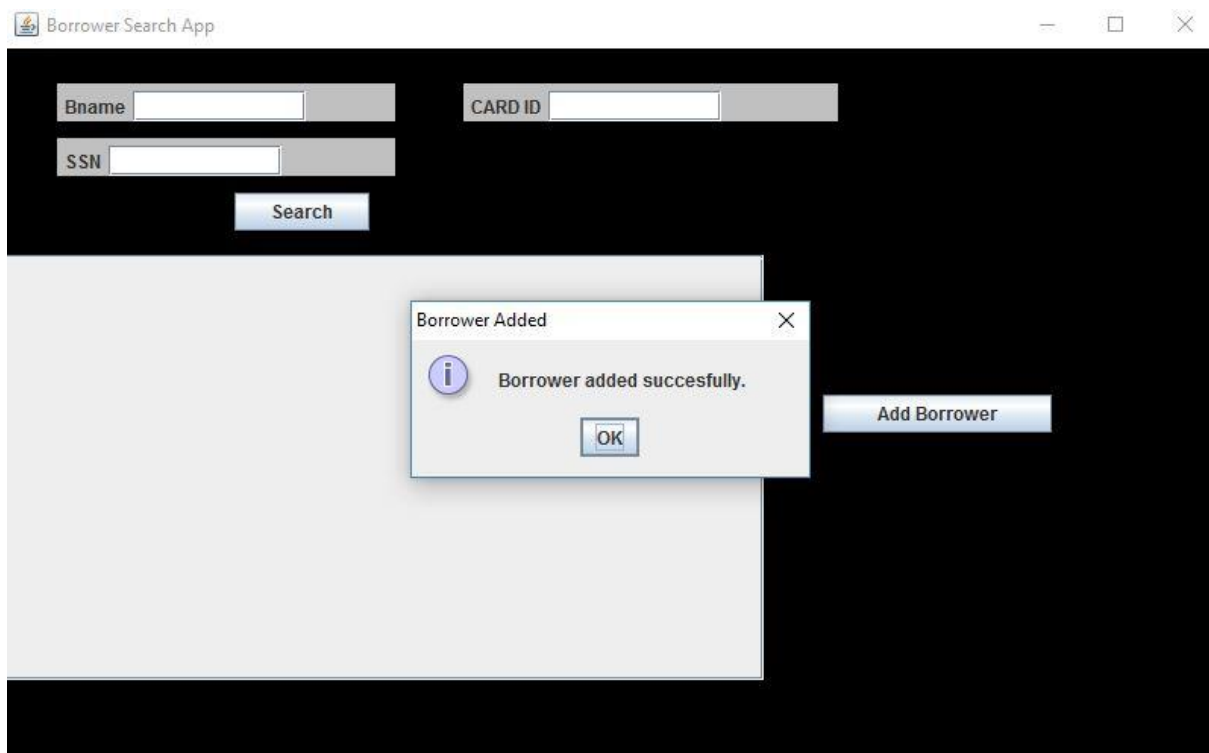 Borrower Search App
Bname
CARD ID
SSN
Search
Borrower Added
Borrower added succesfully.
OK
Add Borrower